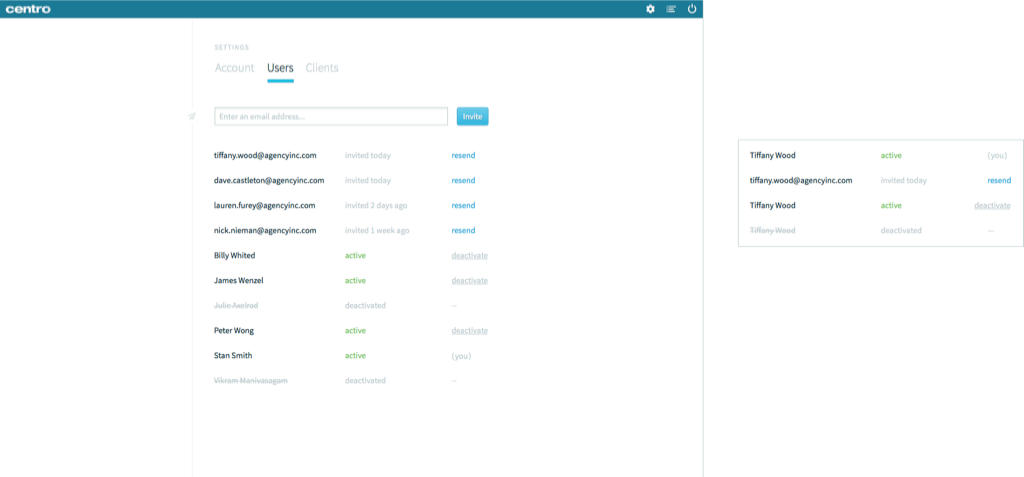 centro
SETTINGS
Account Users Clients
Enter an email address... Invite
tiffany.wood@agencyinc.com invited today resend
dave.castleton@agencyinc.com invited today resend
lauren.furey@agencyinc.com invited 2 days ago resend
nick.nieman@agencyinc.com invited 1 week ago resend
Billy Whited active deactivate
James Wenzel active deactivate
Julie Axelrod deactivated --
Peter Wong active deactivate
Stan Smith active (you)
Vikram Manivasagam deactivated --
Tiffany Wood active (you)
tiffany.wood@agencyinc.com invited today resend
Tiffany Wood active deactivate
Tiffany Wood deactivated --